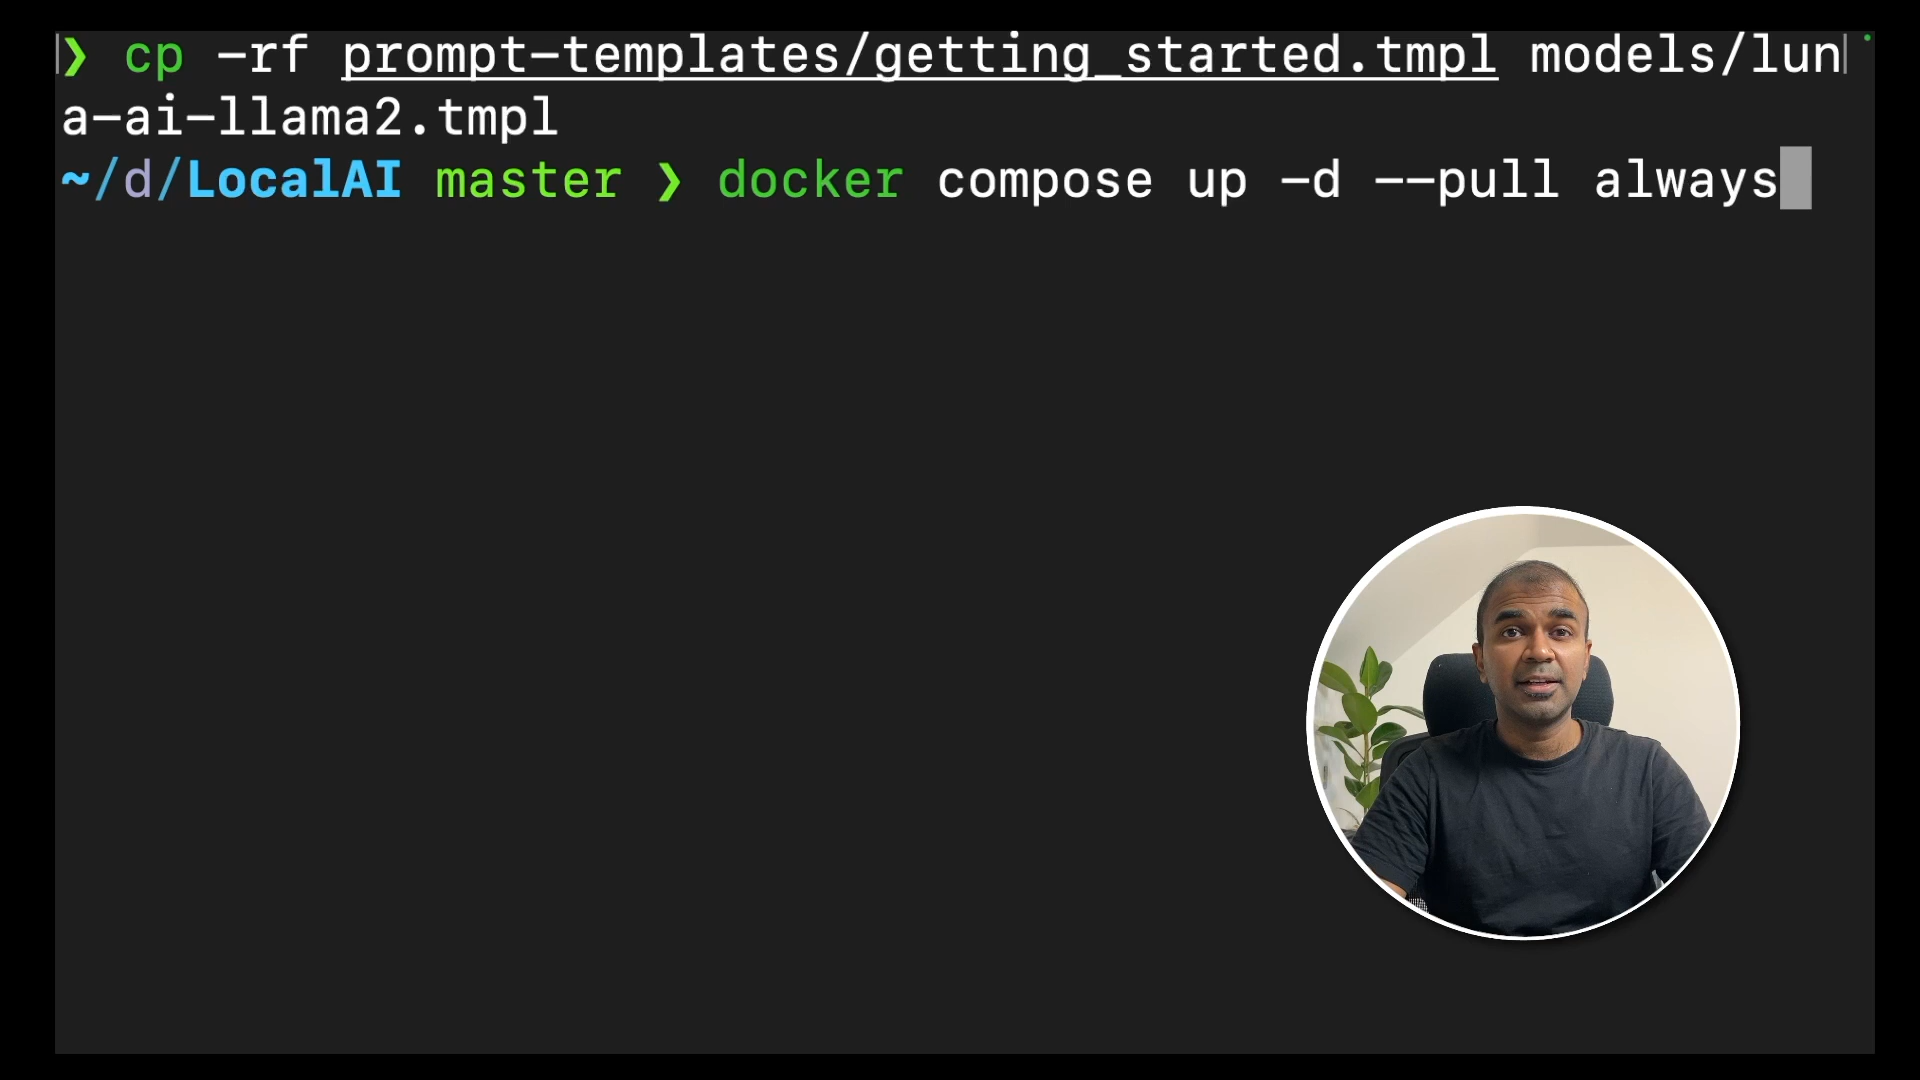 ❯ cp -rf prompt-templates/getting_started.tmpl models/lun
a-ai-llama2.tmpl
~/d/LocalAI master ❯ docker compose up -d --pull always